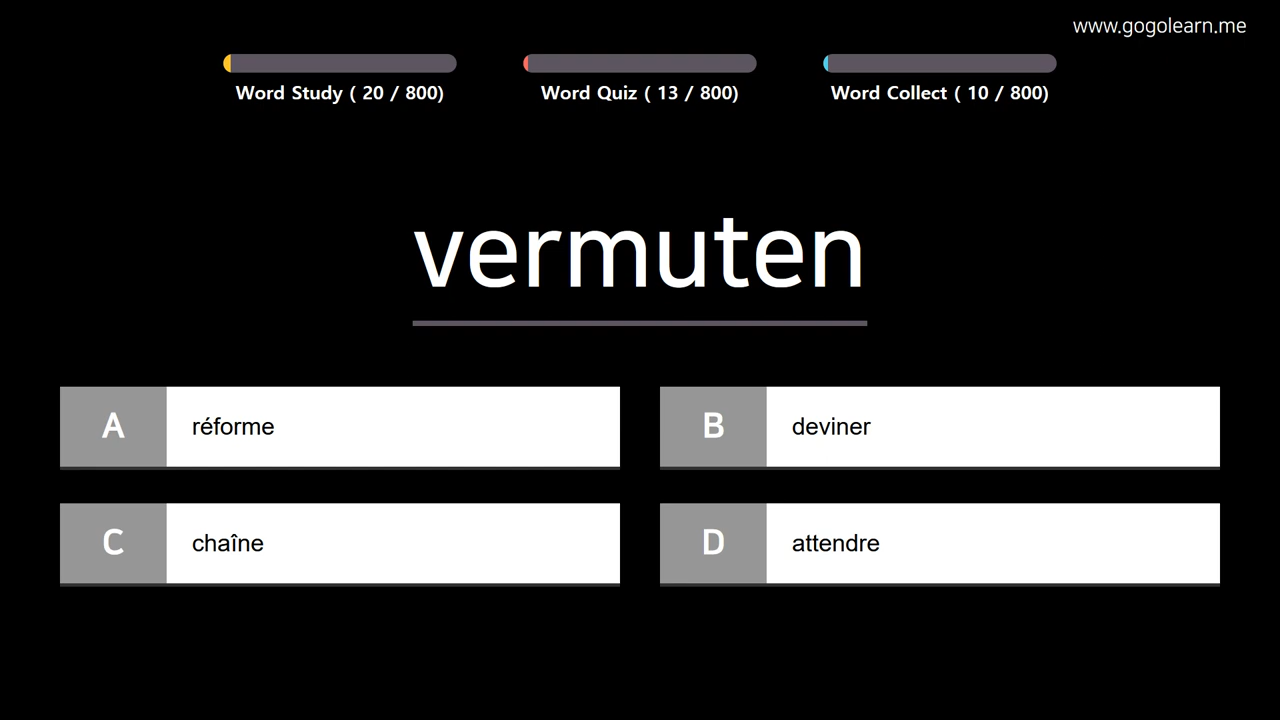 www.gogolearn.me
Word Study ( 20 / 800)
Word Quiz ( 13 / 800)
Word Collect ( 10 / 800)
vermuten
A réforme
B deviner
C chaîne
D attendre